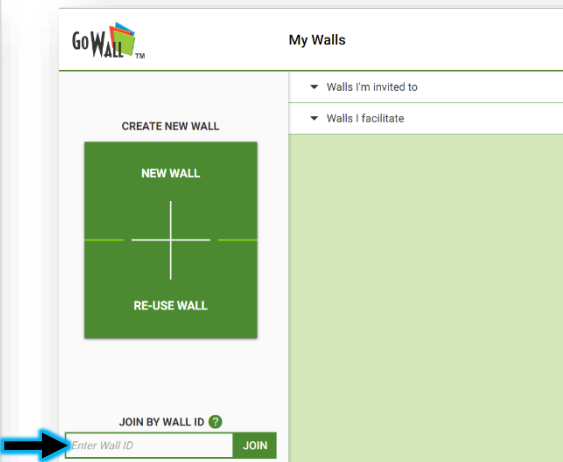 GoWall TM
My Walls
Walls I'm invited to
Walls I facilitate
CREATE NEW WALL
NEW WALL
RE-USE WALL
JOIN BY WALL ID ?
Enter Wall ID
JOIN